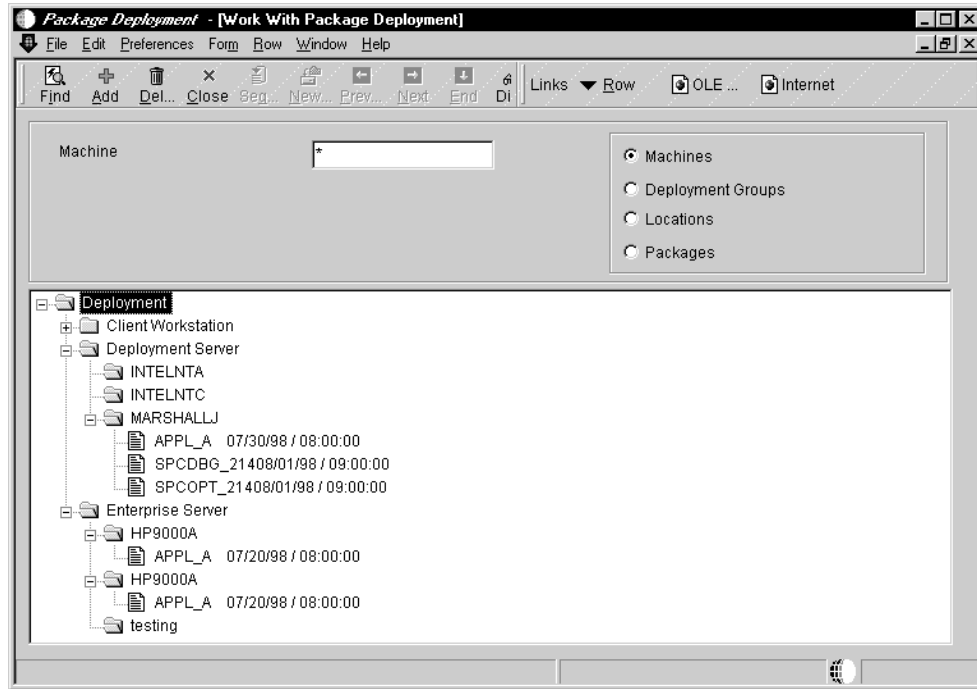 Package Deployment - [Work With Package Deployment]
File Edit Preferences Form Row Window Help
Find Add Del... Close Seq... New... Prev... Next End Di Links Row OLE ... Internet
Machine * Machines
Deployment Groups
Locations
Packages
Deployment
Client Workstation
Deployment Server
INTELNTA
INTELNTC
MARSHALLJ
APPL_A 07/30/98 / 08:00:00
SPCDBG_21408/01/98 / 09:00:00
SPCOPT_21408/01/98 / 09:00:00
Enterprise Server
HP9000A
APPL_A 07/20/98 / 08:00:00
HP9000A
APPL_A 07/20/98 / 08:00:00
testing